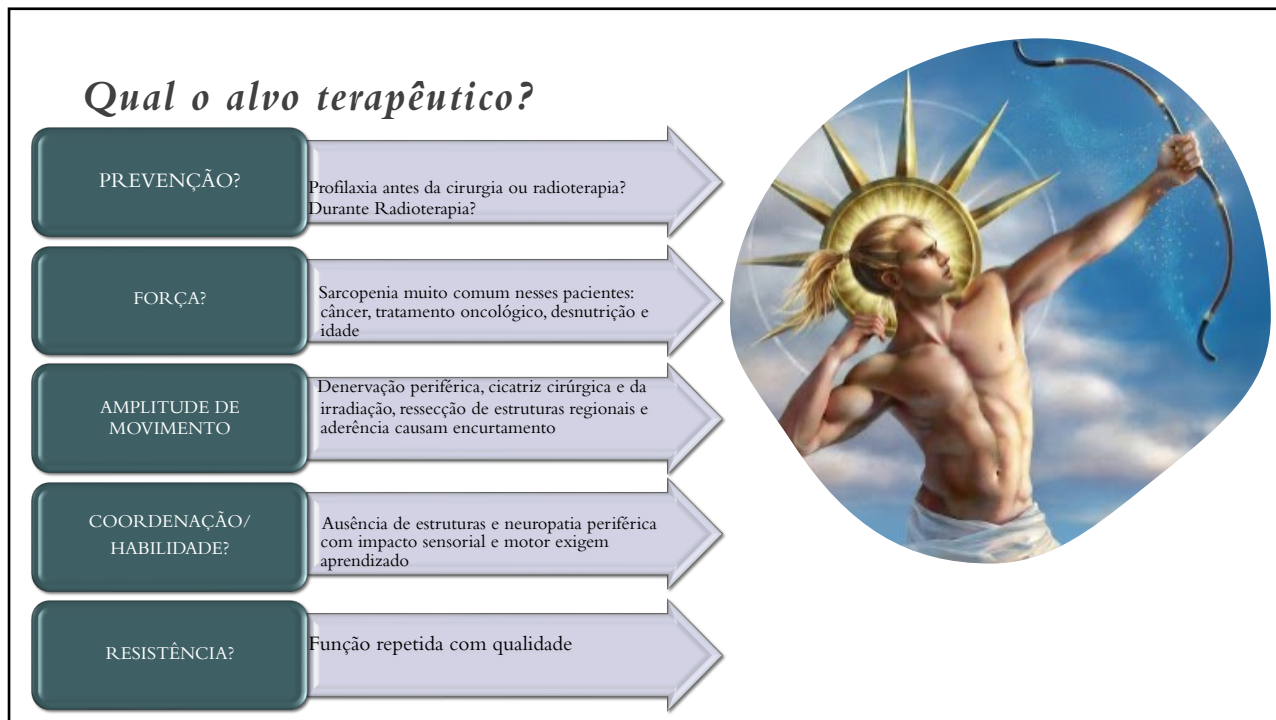 Qual o alvo terapêutico?
PREVENÇÃO?
Profilaxia antes da cirurgia ou radioterapia?
Durante Radioterapia?
FORÇA?
Sarcopenia muito comum nesses pacientes:
câncer, tratamento oncológico, desnutrição e
idade
AMPLITUDE DE
MOVIMENTO
Denervação periférica, cicatriz cirúrgica e da
irradiação, ressecção de estruturas regionais e
aderência causam encurtamento
COORDENAÇÃO/
HABILIDADE?
Ausência de estruturas e neuropatia periférica
com impacto sensorial e motor exigem
aprendizado
RESISTÊNCIA?
Função repetida com qualidade